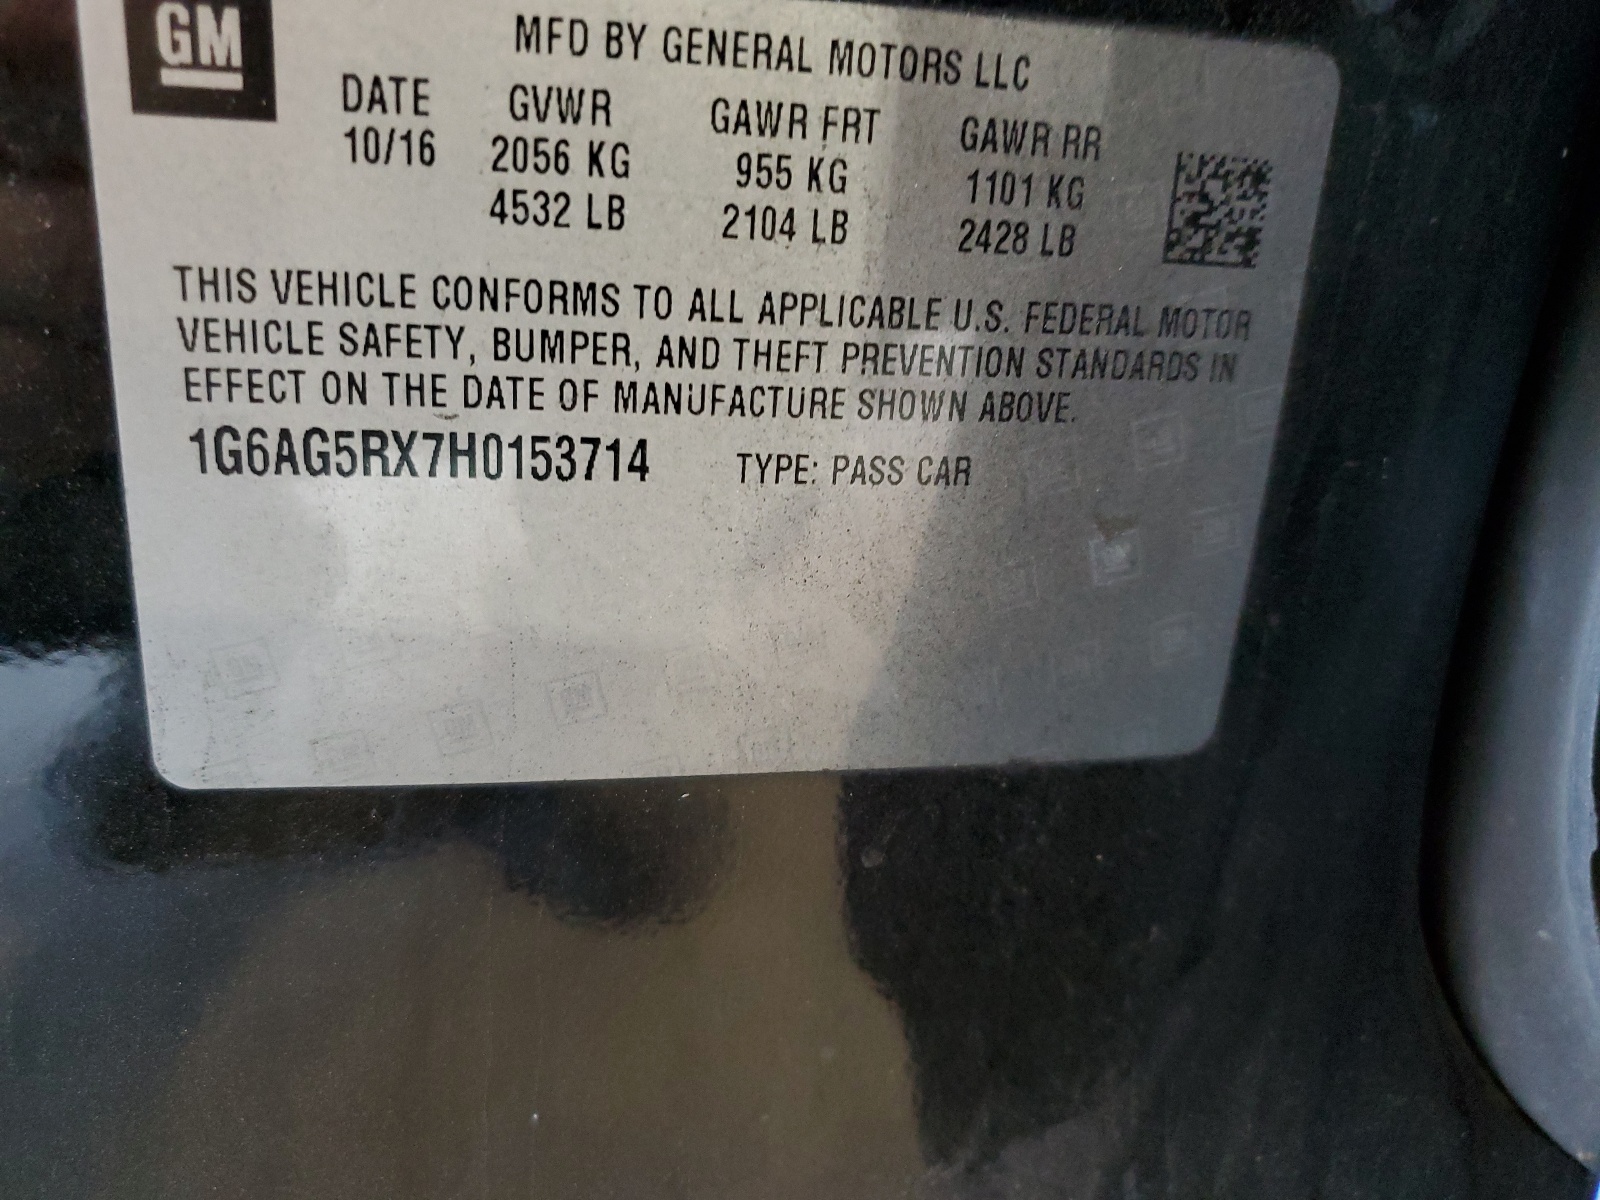 GM
MFD BY GENERAL MOTORS LLC
DATE GVWR GAWR FRT GAWR RR
10/16 2056 KG 955 KG 1101 KG
4532 LB 2104 LB 2428 LB
THIS VEHICLE CONFORMS TO ALL APPLICABLE U.S. FEDERAL MOTOR
VEHICLE SAFETY, BUMPER, AND THEFT PREVENTION STANDARDS IN
EFFECT ON THE DATE OF MANUFACTURE SHOWN ABOVE.
1G6AG5RX7H0153714 TYPE: PASS CAR